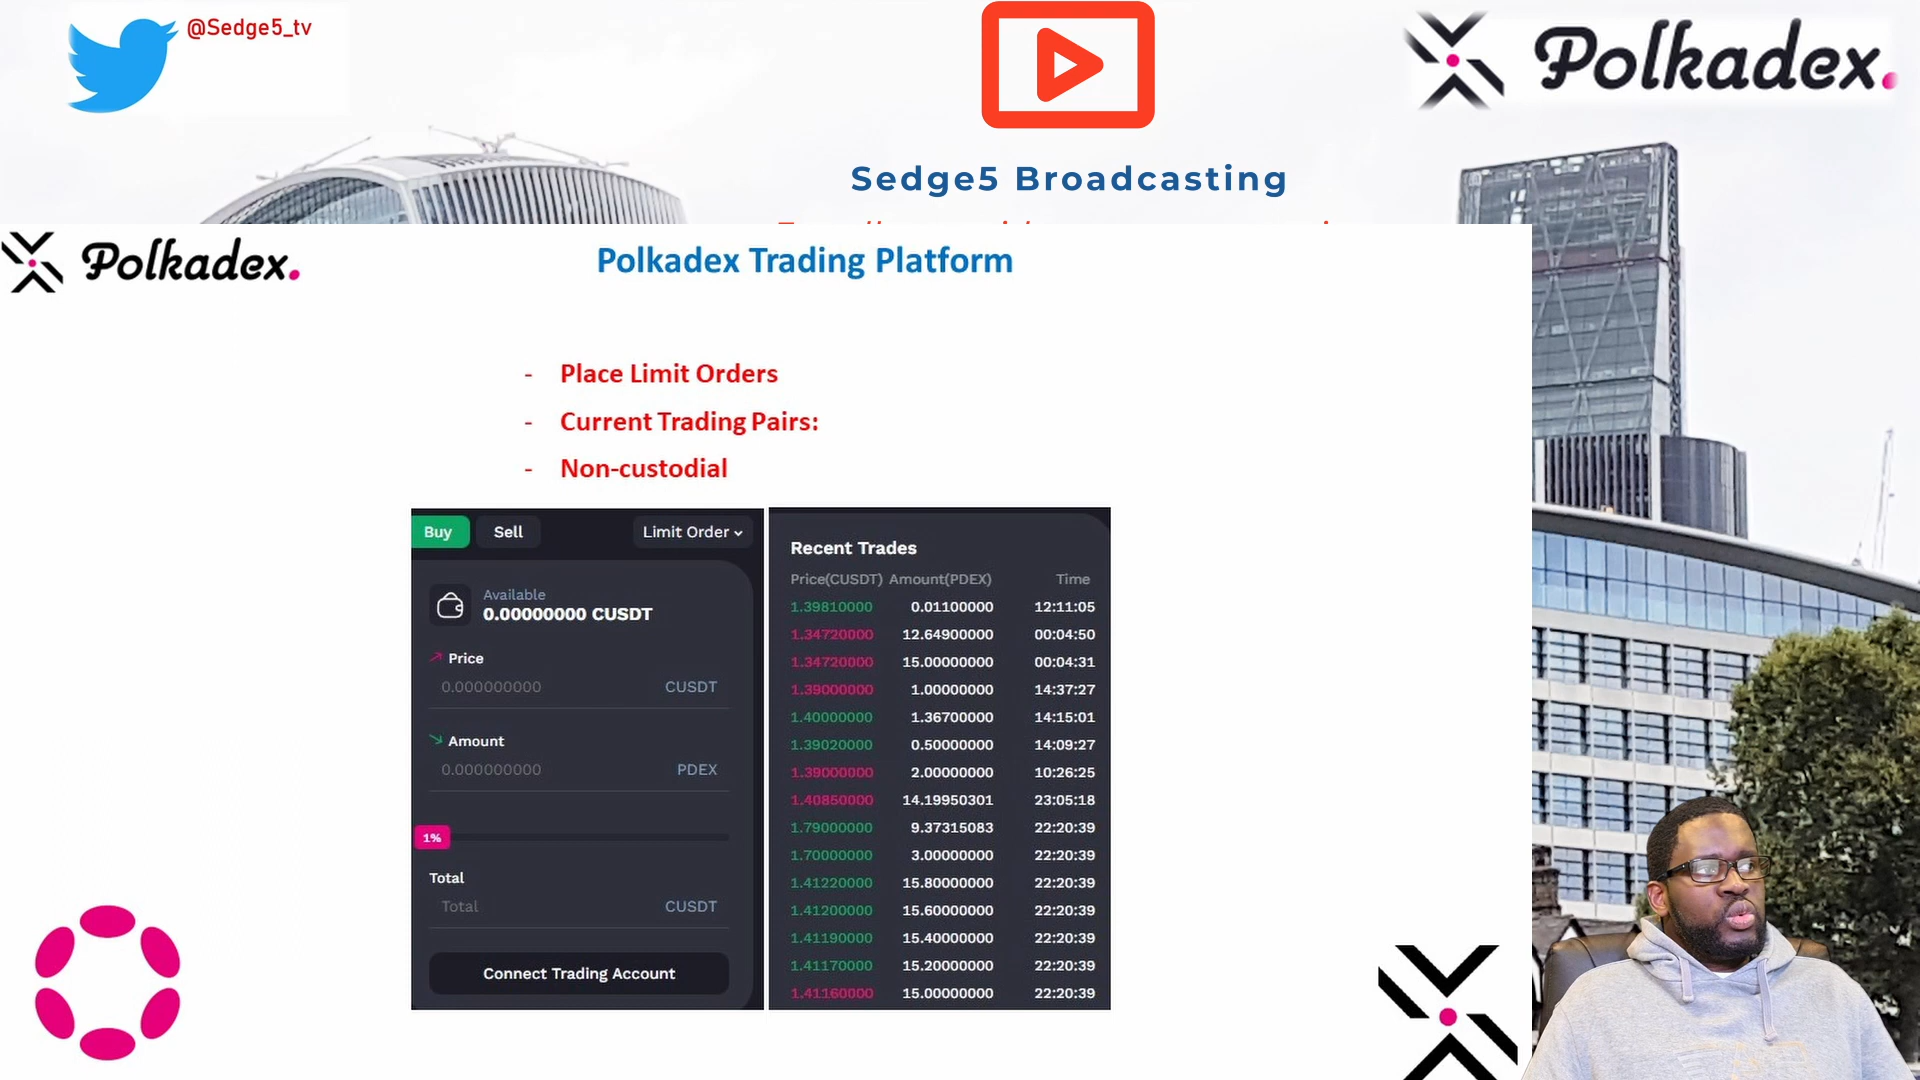 @Sedge5_tv
Polkadex.
Sedge5 Broadcasting
Polkadex.
Polkadex Trading Platform
- Place Limit Orders
- Current Trading Pairs:
- Non-custodial
Buy Sell Limit Order
Available
0.00000000 CUSDT
Price
0.000000000 CUSDT
Amount
0.000000000 PDEX
1%
Total
Total CUSDT
Connect Trading Account
Recent Trades
Price(CUSDT) Amount(PDEX) Time
1.39810000 0.01100000 12:11:05
1.34720000 12.64900000 00:04:50
1.34720000 15.00000000 00:04:31
1.39000000 1.00000000 14:37:27
1.40000000 1.36700000 14:15:01
1.39020000 0.50000000 14:09:27
1.39000000 2.00000000 10:26:25
1.40850000 14.19950301 23:05:18
1.79000000 9.37315083 22:20:39
1.70000000 3.00000000 22:20:39
1.41220000 15.80000000 22:20:39
1.41200000 15.60000000 22:20:39
1.41190000 15.40000000 22:20:39
1.41170000 15.20000000 22:20:39
1.41160000 15.00000000 22:20:39